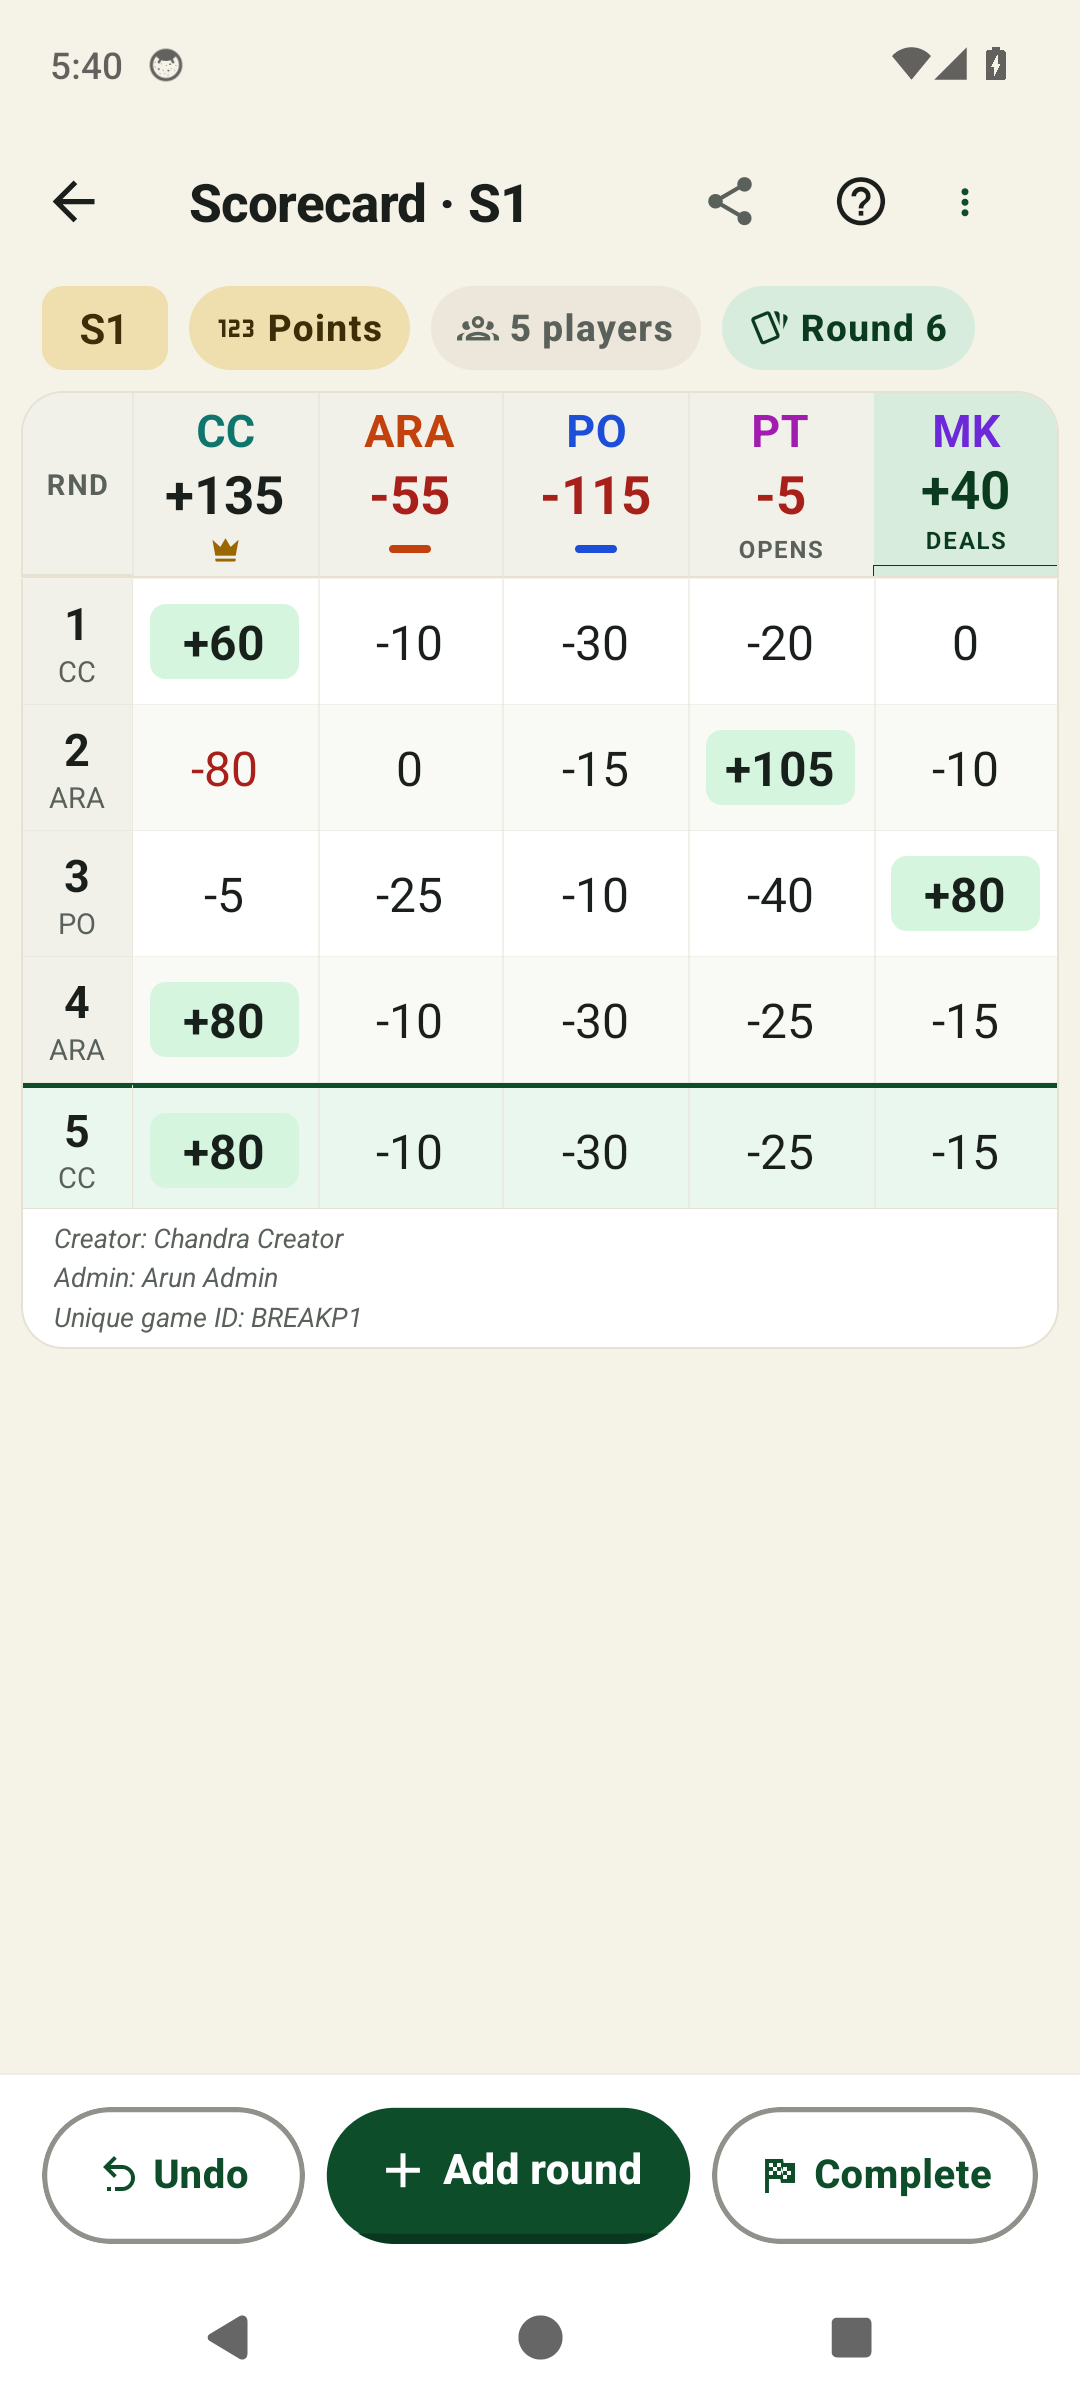 5:40
Scorecard · S1
S1 123 Points 5 players Round 6
RND CC ARA PO PT MK
+135 -55 -115 -5 +40
OPENS DEALS
1 +60 -10 -30 -20 0
CC
2 -80 0 -15 +105 -10
ARA
3 -5 -25 -10 -40 +80
PO
4 +80 -10 -30 -25 -15
ARA
5 +80 -10 -30 -25 -15
CC
Creator: Chandra Creator
Admin: Arun Admin
Unique game ID: BREAKP1
Undo Add round Complete